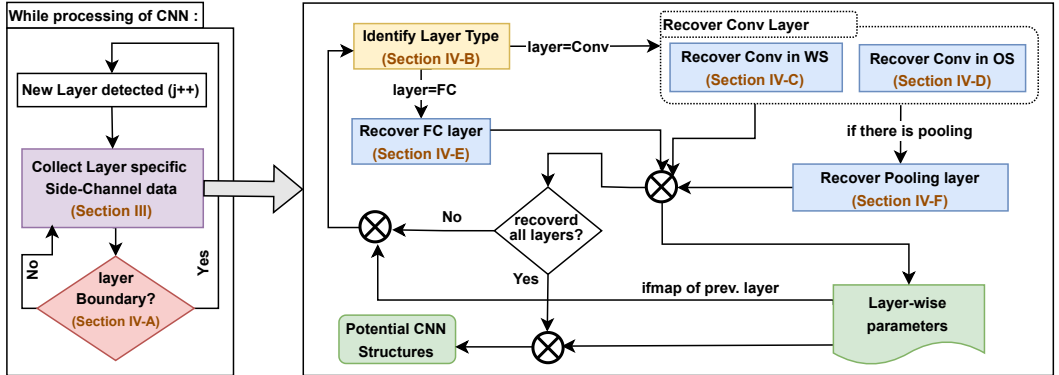 While processing of CNN :
New Layer detected (j++)
Collect Layer specific
Side-Channel data
(Section III)
No
Yes
layer
Boundary?
(Section IV-A)
Identify Layer Type
(Section IV-B)
layer=Conv
layer=FC
Recover Conv Layer
Recover Conv in WS
(Section IV-C)
Recover Conv in OS
(Section IV-D)
Recover FC layer
(Section IV-E)
if there is pooling
Recover Pooling layer
(Section IV-F)
No
recoverd
all layers?
Yes
ifmap of prev. layer
Layer-wise
parameters
Potential CNN
Structures